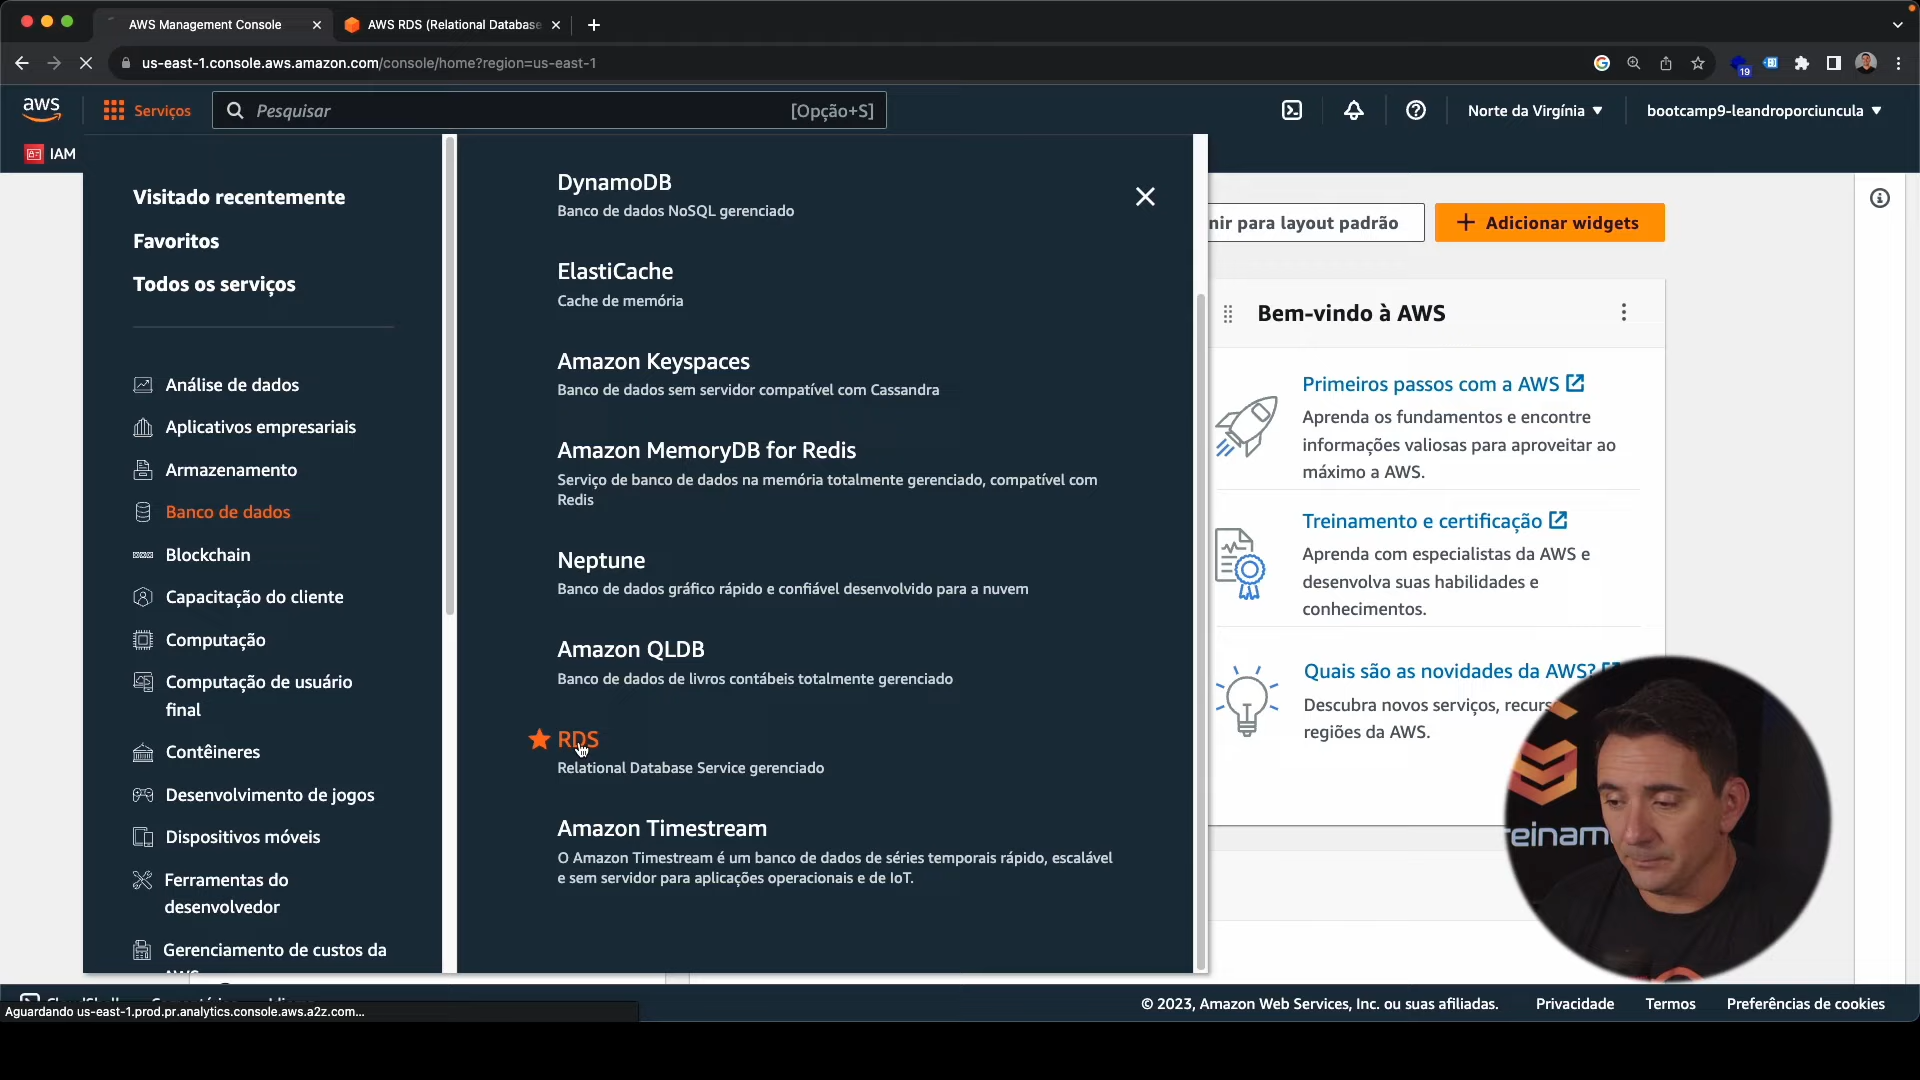 AWS Management Console
AWS RDS (Relational Database
us-east-1.console.aws.amazon.com/console/home?region=us-east-1
19
aws
Serviços
Pesquisar
[Opção+S]
Norte da Virgínia
bootcamp9-leandroporciuncula
IAM
Visitado recentemente
Favoritos
Todos os serviços
Análise de dados
Aplicativos empresariais
Armazenamento
Banco de dados
Blockchain
Capacitação do cliente
Computação
Computação de usuário
final
Contêineres
Desenvolvimento de jogos
Dispositivos móveis
Ferramentas do
desenvolvedor
Gerenciamento de custos da
AWS
DynamoDB
Banco de dados NoSQL gerenciado
ElastiCache
Cache de memória
Amazon Keyspaces
Banco de dados sem servidor compatível com Cassandra
Amazon MemoryDB for Redis
Serviço de banco de dados na memória totalmente gerenciado, compatível com
Redis
Neptune
Banco de dados gráfico rápido e confiável desenvolvido para a nuvem
Amazon QLDB
Banco de dados de livros contábeis totalmente gerenciado
RDS
Relational Database Service gerenciado
Amazon Timestream
O Amazon Timestream é um banco de dados de séries temporais rápido, escalável
e sem servidor para aplicações operacionais e de IoT.
nir para layout padrão
+ Adicionar widgets
Bem-vindo à AWS
Primeiros passos com a AWS
Aprenda os fundamentos e encontre
informações valiosas para aproveitar ao
máximo a AWS.
Treinamento e certificação
Aprenda com especialistas da AWS e
desenvolva suas habilidades e
conhecimentos.
Quais são as novidades da AWS?
Descubra novos serviços, recurs
regiões da AWS.
einam
Aguardando us-east-1.prod.pr.analytics.console.aws.a2z.com...
© 2023, Amazon Web Services, Inc. ou suas afiliadas.
Privacidade
Termos
Preferências de cookies